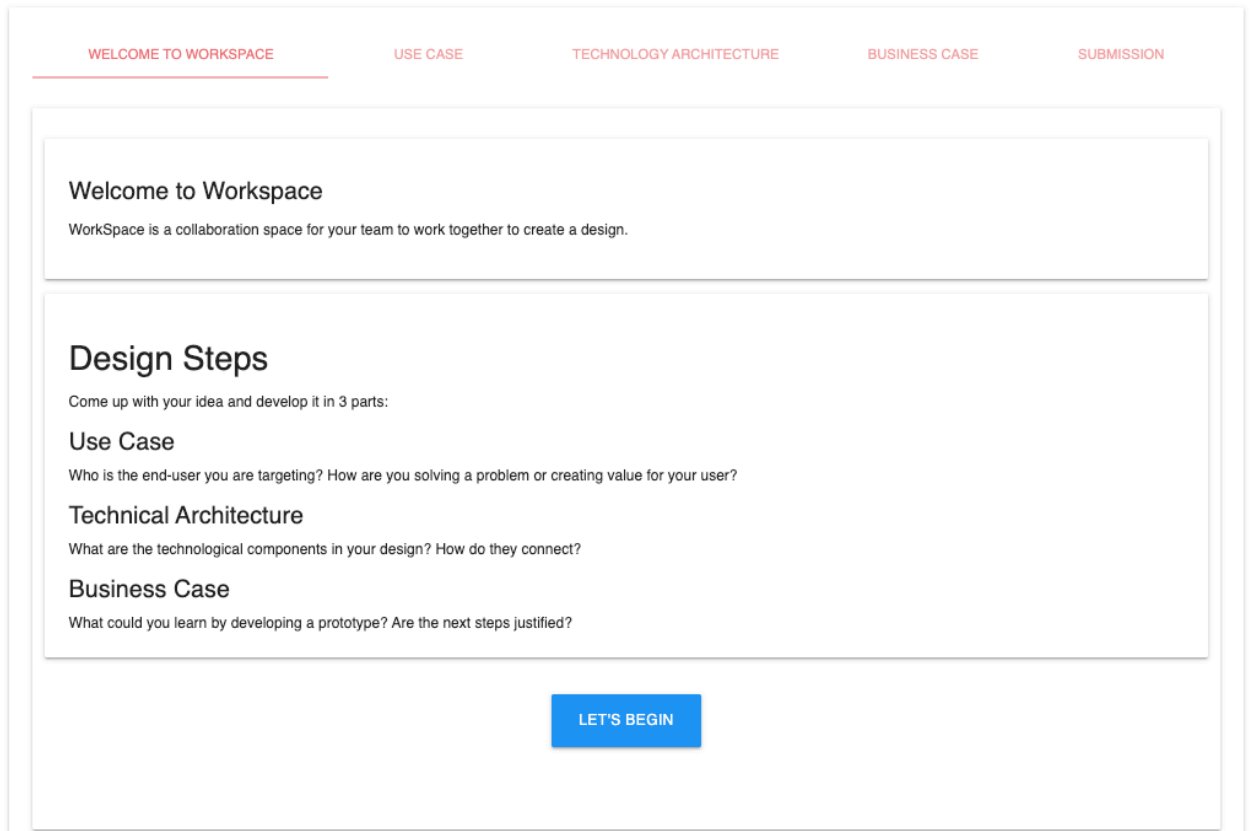 WELCOME TO WORKSPACE USE CASE TECHNOLOGY ARCHITECTURE BUSINESS CASE SUBMISSION
Welcome to Workspace
WorkSpace is a collaboration space for your team to work together to create a design.
Design Steps
Come up with your idea and develop it in 3 parts:
Use Case
Who is the end-user you are targeting? How are you solving a problem or creating value for your user?
Technical Architecture
What are the technological components in your design? How do they connect?
Business Case
What could you learn by developing a prototype? Are the next steps justified?
LET'S BEGIN